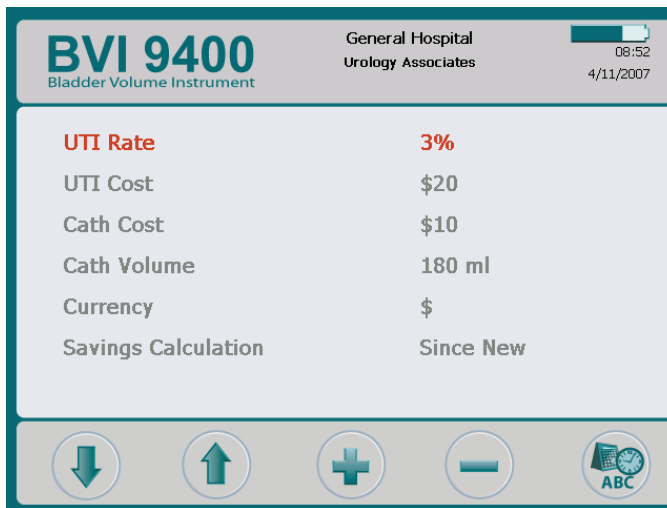 BVI 9400
Bladder Volume Instrument
General Hospital
Urology Associates
08:52
4/11/2007
UTI Rate 3%
UTI Cost $20
Cath Cost $10
Cath Volume 180 ml
Currency $
Savings Calculation Since New
ABC